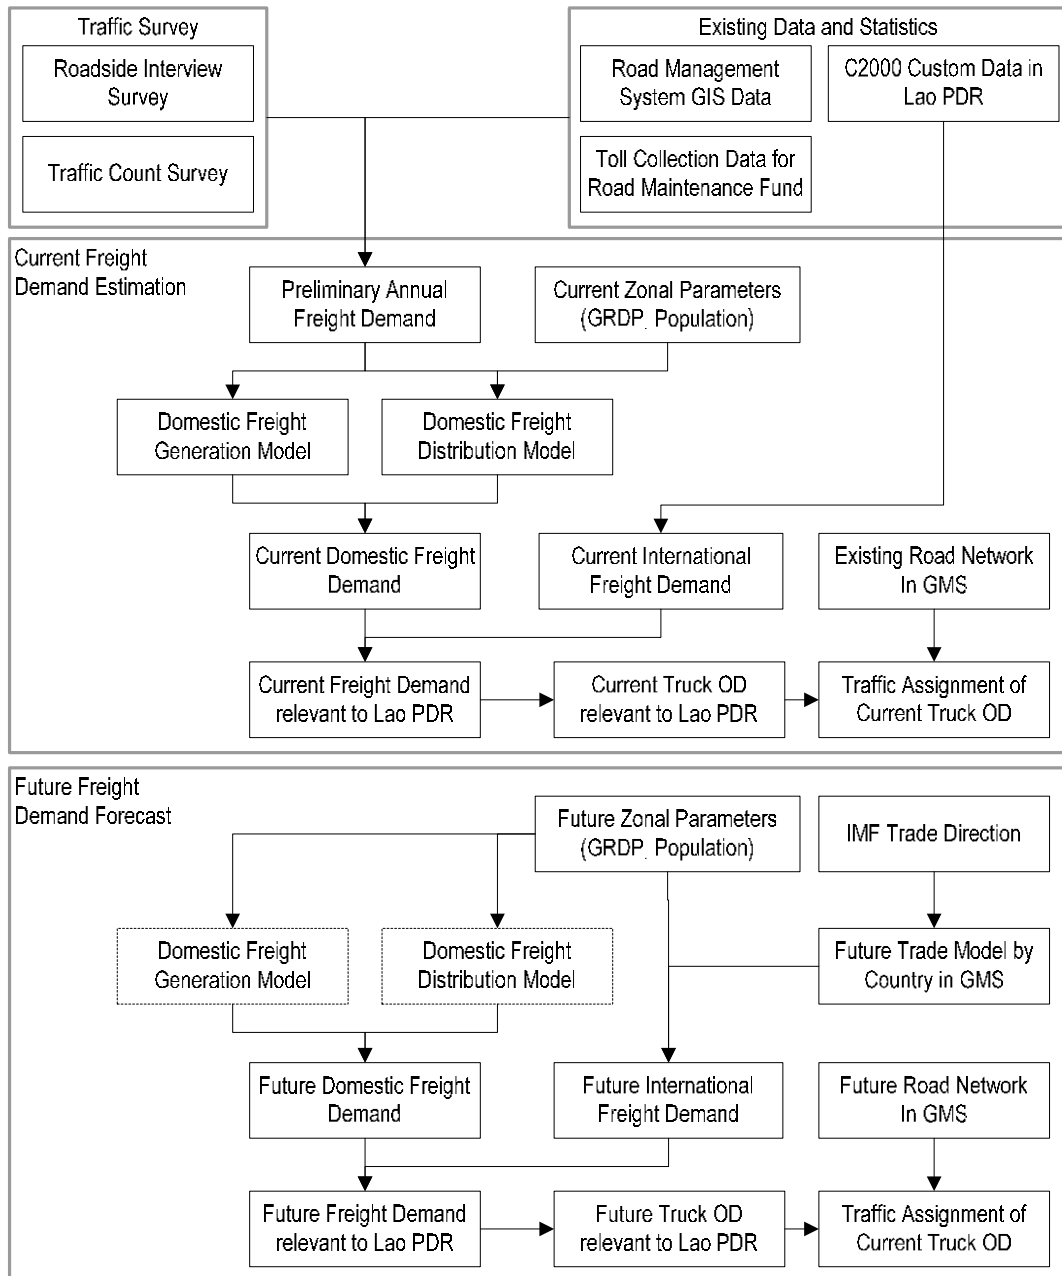 Traffic Survey
Roadside Interview
Survey
Traffic Count Survey
Existing Data and Statistics
Road Management
System GIS Data
C2000 Custom Data in
Lao PDR
Toll Collection Data for
Road Maintenance Fund
Current Freight
Demand Estimation
Preliminary Annual
Freight Demand
Current Zonal Parameters
(GRDP, Population)
Domestic Freight
Generation Model
Domestic Freight
Distribution Model
Current Domestic Freight
Demand
Current International
Freight Demand
Existing Road Network
In GMS
Current Freight Demand
relevant to Lao PDR
Current Truck OD
relevant to Lao PDR
Traffic Assignment of
Current Truck OD
Future Freight
Demand Forecast
Future Zonal Parameters
(GRDP, Population)
IMF Trade Direction
Domestic Freight
Generation Model
Domestic Freight
Distribution Model
Future Trade Model by
Country in GMS
Future Domestic Freight
Demand
Future International
Freight Demand
Future Road Network
In GMS
Future Freight Demand
relevant to Lao PDR
Future Truck OD
relevant to Lao PDR
Traffic Assignment of
Current Truck OD